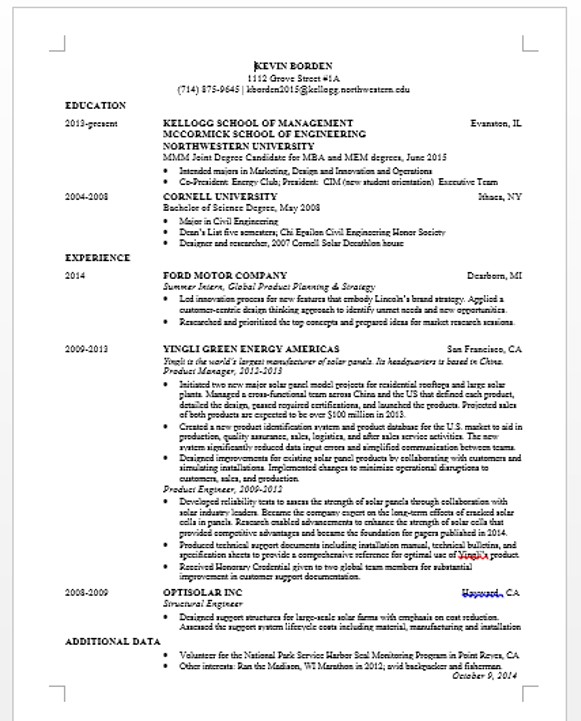 KEVIN BORDEN
1112 Grove Street #1A
(714) 875-9645 | kborden2015@kellogg.northwestern.edu
EDUCATION
2013-present KELLOGG SCHOOL OF MANAGEMENT Evanston, IL
MCCORMICK SCHOOL OF ENGINEERING
NORTHWESTERN UNIVERSITY
MMM Joint Degree Candidate for MBA and MEM degrees, June 2015
• Intended majors in Marketing, Design and Innovation and Operations
• Co-President: Energy Club; President: CIM (new student orientation) Executive Team
2004-2008 CORNELL UNIVERSITY Ithaca, NY
Bachelor of Science Degree, May 2008
• Major in Civil Engineering
• Dean's List five semesters; Chi Epsilon Civil Engineering Honor Society
• Designer and researcher, 2007 Cornell Solar Decathlon house
EXPERIENCE
2014 FORD MOTOR COMPANY Dearborn, MI
Summer Intern, Global Product Planning & Strategy
• Led innovation process for new features that embody Lincoln's brand strategy. Applied a
customer-centric design thinking approach to identify unmet needs and new opportunities.
• Researched and prioritized the top concepts and prepared ideas for market research sessions.
2009-2013 YINGLI GREEN ENERGY AMERICAS San Francisco, CA
Yingli is the world's largest manufacturer of solar panels. Its headquarters is based in China.
Product Manager, 2012-2013
• Initiated two new major solar panel model projects for residential rooftops and large solar
plants. Managed a cross-functional team across China and the US that defined each product,
detailed the design, passed required certifications, and launched the products. Projected sales
of both products are expected to be over $100 million in 2013.
• Created a new product identification system and product database for the U.S. market to aid in
production, quality assurance, sales, logistics, and after sales service activities. The new
system significantly reduced data input errors and simplified communication between teams.
• Designed improvements for existing solar panel products by collaborating with customers and
simulating installations. Implemented changes to minimize operational disruptions to
customers, sales, and production.
Product Engineer, 2009-2012
• Developed reliability tests to assess the strength of solar panels through collaboration with
solar industry leaders. Became the company expert on the long-term effects of cracked solar
cells in panels. Research enabled advancements to enhance the strength of solar cells that
provided competitive advantages and became the foundation for papers published in 2014.
• Produced technical support documents including installation manual, technical bulletins, and
specification sheets to provide a comprehensive reference for optimal use of Yingli's product.
• Received Honorary Credential given to two global team members for substantial
improvement in customer support documentation.
2008-2009 OPTISOLAR INC Hayward, CA
Structural Engineer
• Designed support structures for large-scale solar farms with emphasis on cost reduction.
Assessed the support system lifecycle costs including material, manufacturing and installation
ADDITIONAL DATA
• Volunteer for the National Park Service Harbor Seal Monitoring Program in Point Reyes, CA
• Other interests: Ran the Madison, WI Marathon in 2012; avid backpacker and fisherman.
October 9, 2014